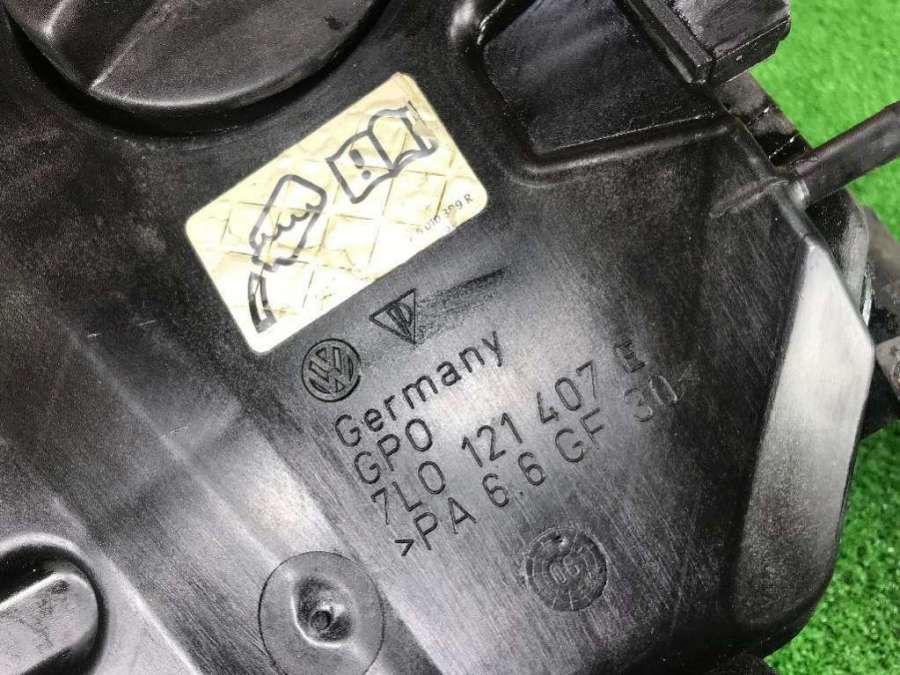 Germany
GPO
7L0 121 407 E
>PA 6.6 GF 30<